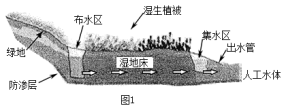 湿生植被
布水区
集水区
绿地
出水管
湿地床
防渗层
人工水体
图1